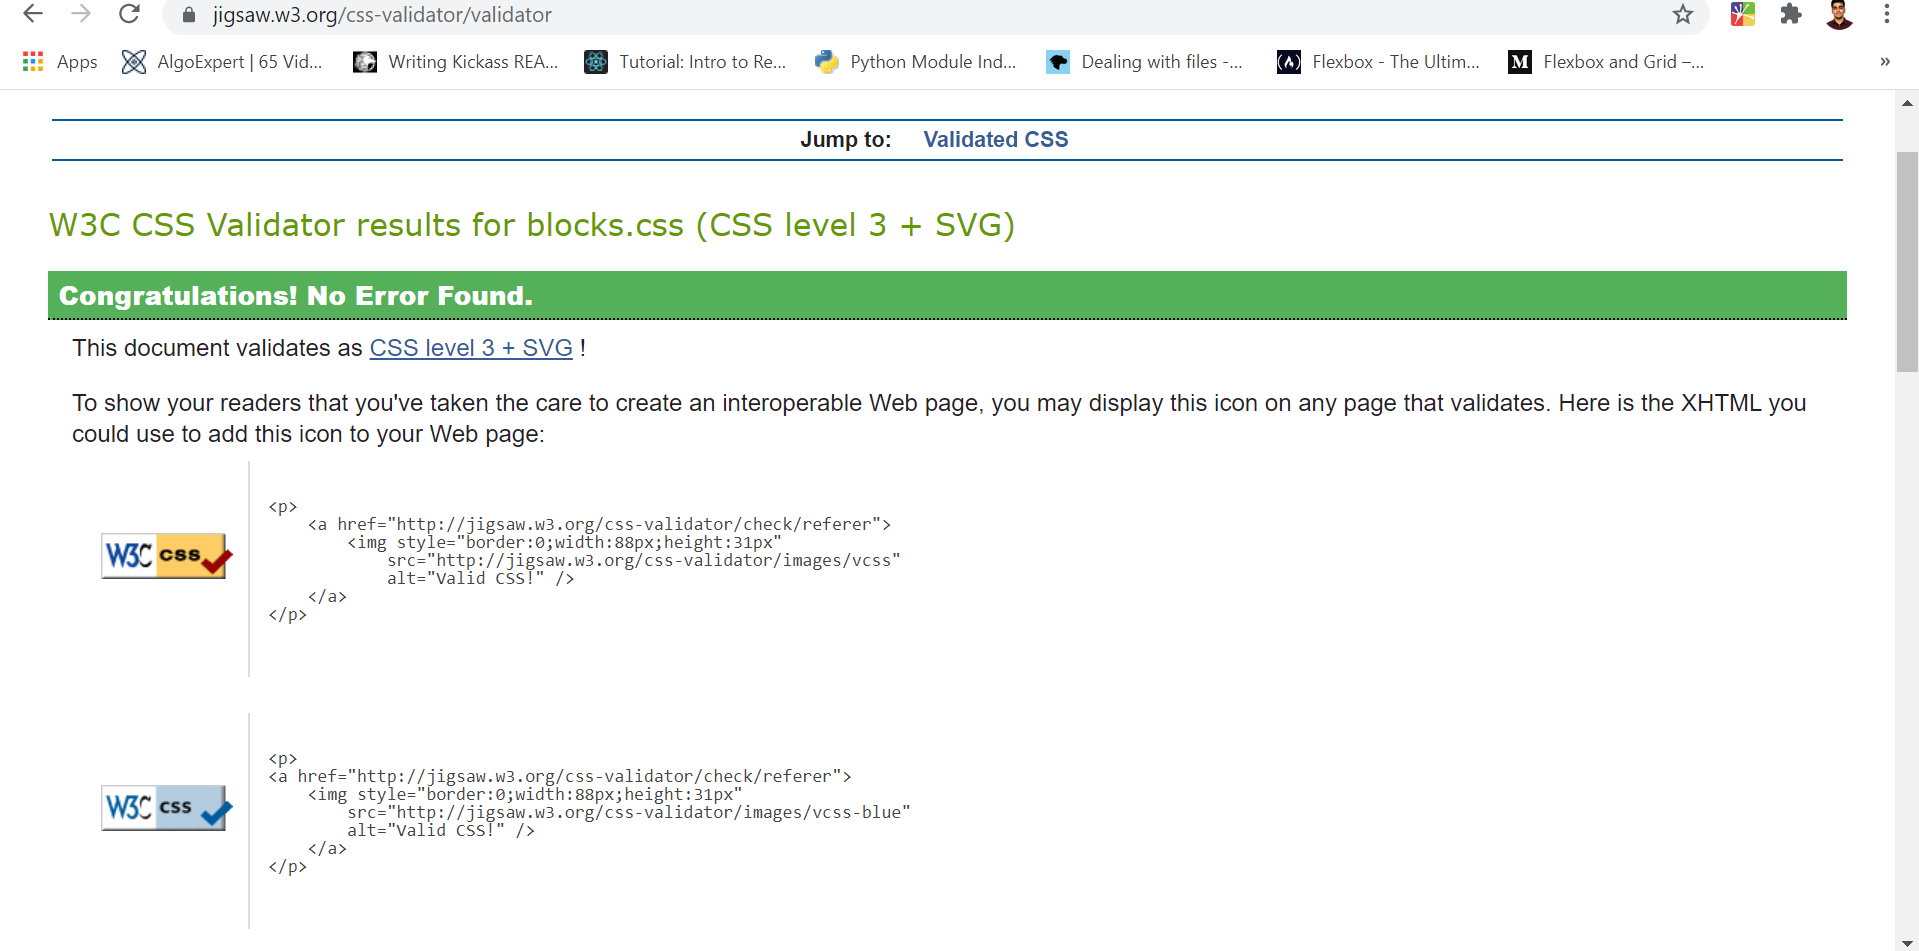 jigsaw.w3.org/css-validator/validator
Apps AlgoExpert | 65 Vid... Writing Kickass REA... Tutorial: Intro to Re... Python Module Ind... Dealing with files -... Flexbox - The Ultim... Flexbox and Grid –... »
Jump to: Validated CSS
W3C CSS Validator results for blocks.css (CSS level 3 + SVG)
Congratulations! No Error Found.
This document validates as CSS level 3 + SVG !
To show your readers that you've taken the care to create an interoperable Web page, you may display this icon on any page that validates. Here is the XHTML you
could use to add this icon to your Web page:
<p>
<a href="http://jigsaw.w3.org/css-validator/check/referer">
<img style="border:0;width:88px;height:31px"
W3C css
src="http://jigsaw.w3.org/css-validator/images/vcss"
alt="Valid CSS!" />
</a>
</p>
<p>
<a href="http://jigsaw.w3.org/css-validator/check/referer">
<img style="border:0;width:88px;height:31px"
W3C css
src="http://jigsaw.w3.org/css-validator/images/vcss-blue"
alt="Valid CSS!" />
</a>
</p>